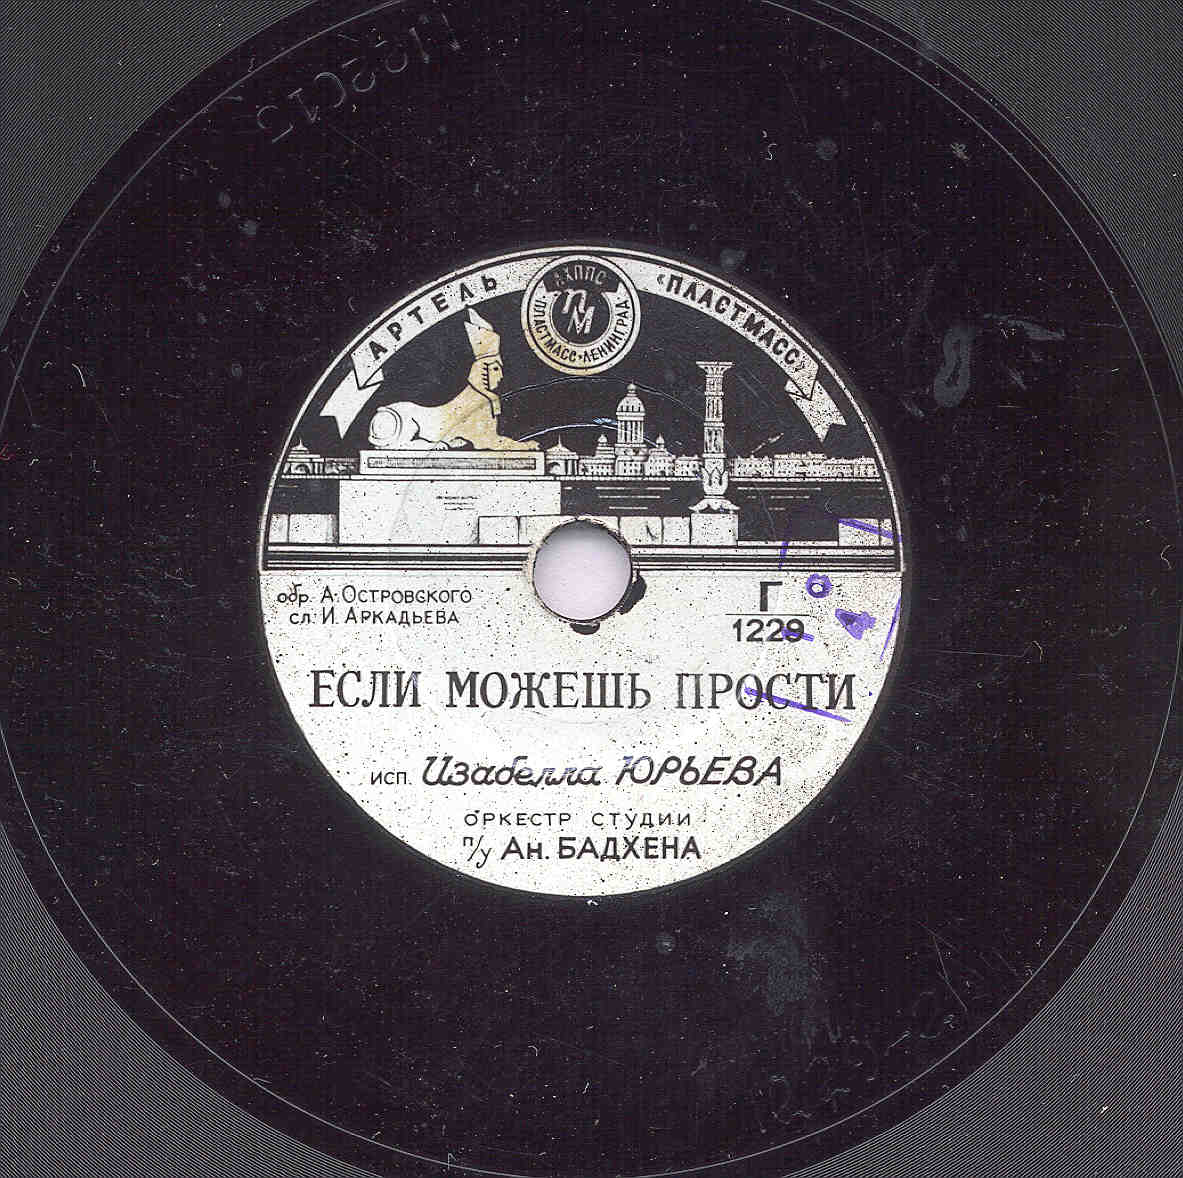 АРТЕЛЬ «ПЛАСТМАСС»
ЛХППС
ПМ
ПЛАСТМАСС • ЛЕНИНГРАД
обр. А. ОСТРОВСКОГО
сл. И. АРКАДЬЕВА
Г
1229
ЕСЛИ МОЖЕШЬ ПРОСТИ
исп. Изабелла ЮРЬЕВА
ОРКЕСТР СТУДИИ
п/у Ан. БАДХЕНА